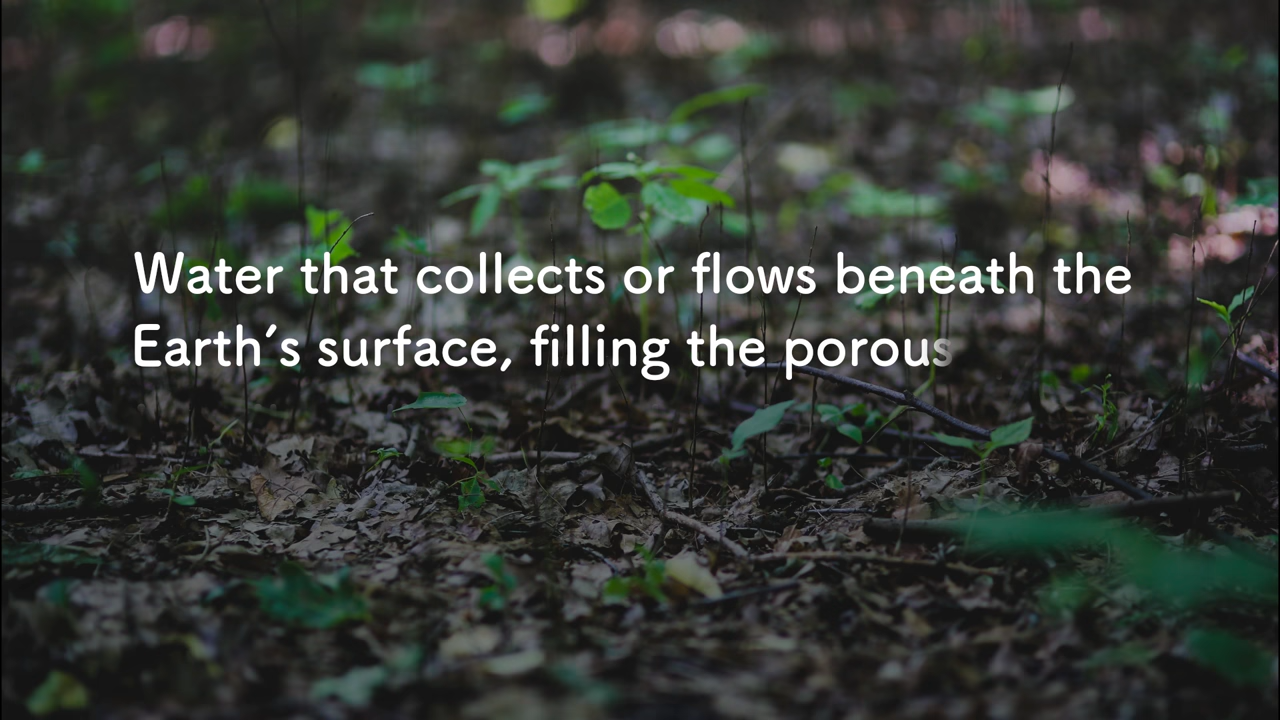 Water that collects or flows beneath the
Earth´s surface, filling the porous